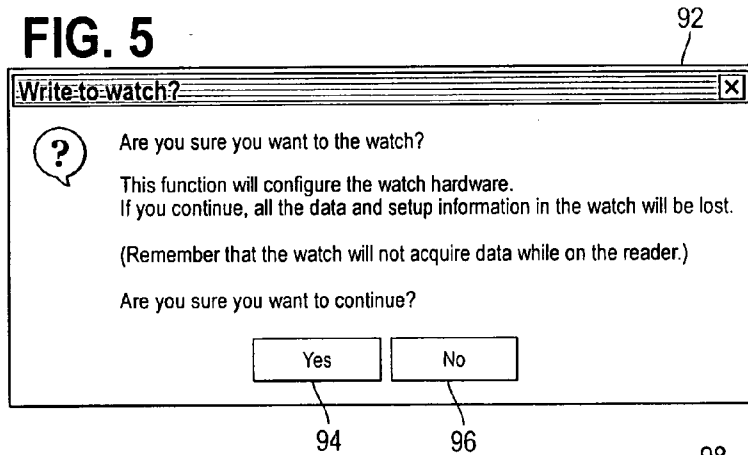 FIG. 5
92
Write to watch?
?
Are you sure you want to the watch?
This function will configure the watch hardware.
If you continue, all the data and setup information in the watch will be lost.
(Remember that the watch will not acquire data while on the reader.)
Are you sure you want to continue?
Yes No
94 96
98